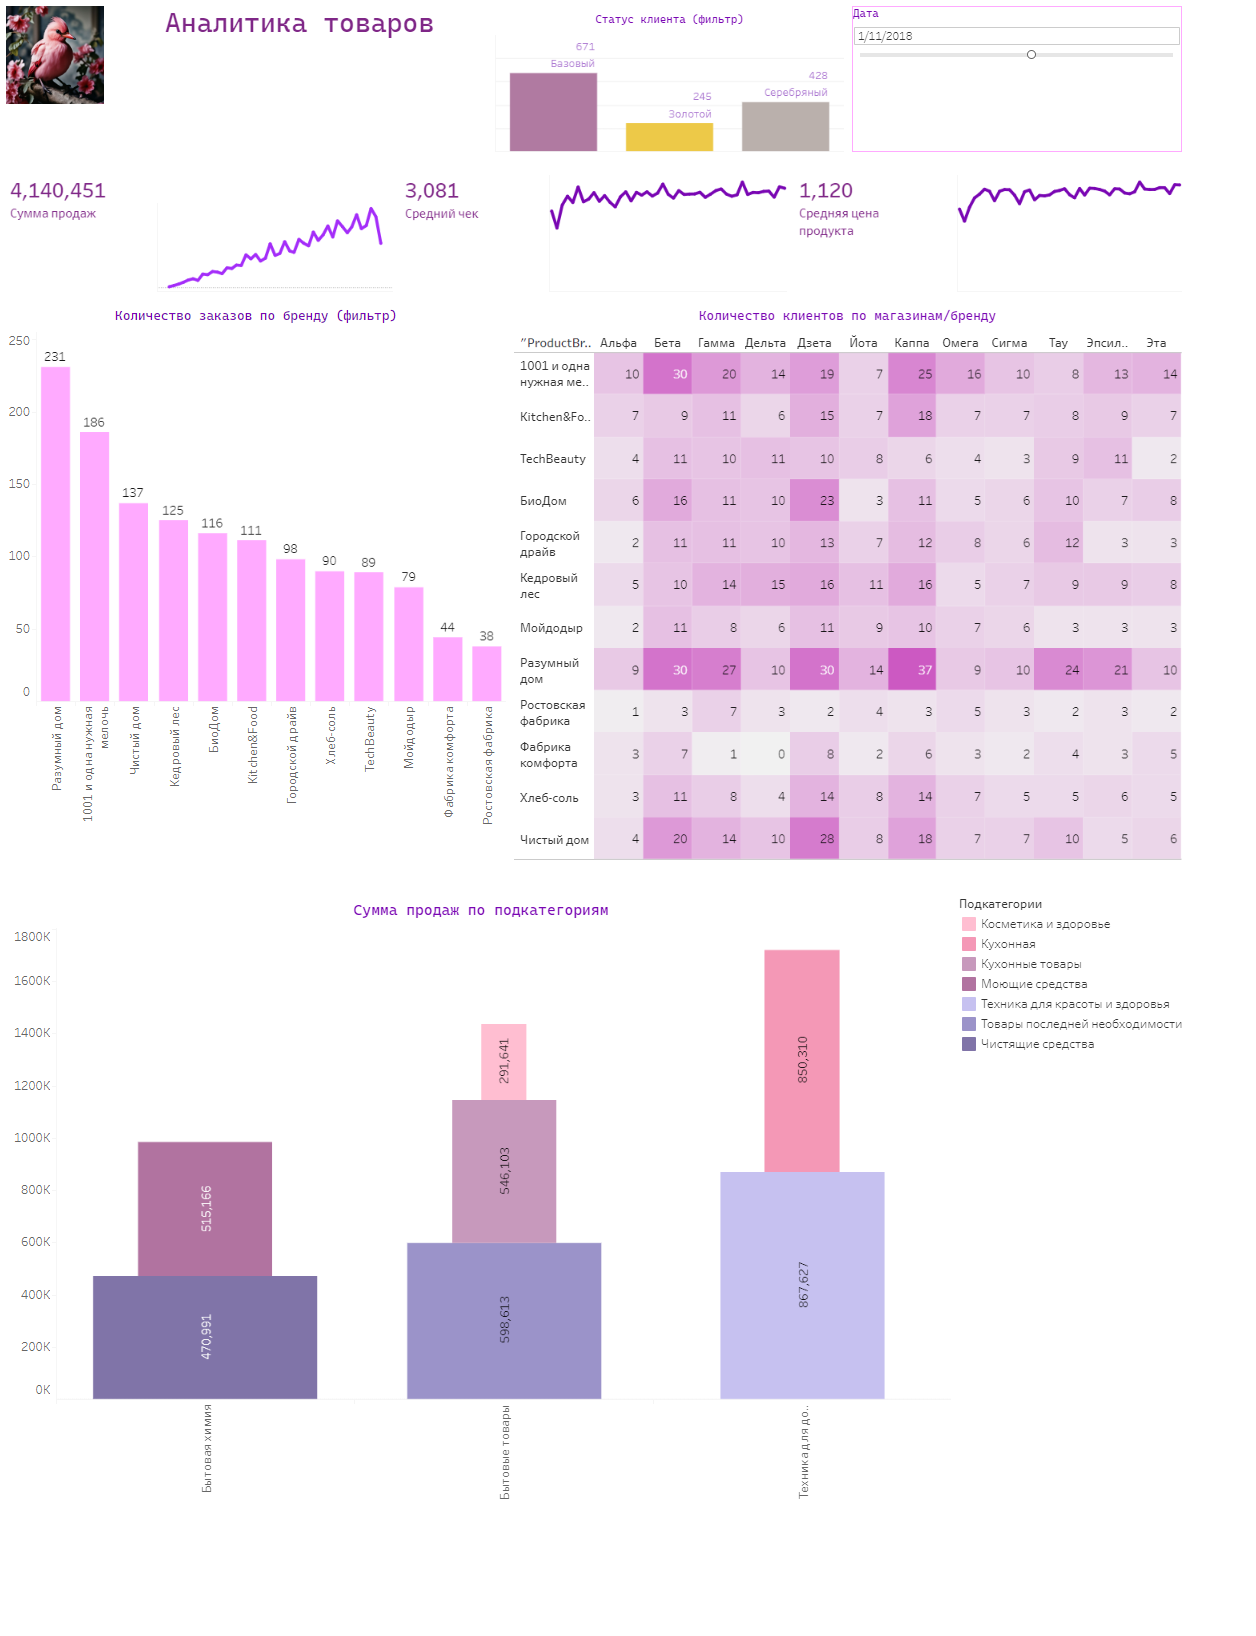 Аналитика товаров
Статус клиента (фильтр)
671
Базовый
245
Золотой
428
Серебряный
Дата
1/11/2018
4,140,451
Сумма продаж
3,081
Средний чек
1,120
Средняя цена
продукта
Количество заказов по бренду (фильтр)
250
200
150
100
50
0
231
186
137
125
116
111
98
90
89
79
44
38
Разумный дом
1001 и одна нужная
мелочь
Чистый дом
Кедровый лес
БиоДом
Kitchen&Food
Городской драйв
Хлеб-соль
TechBeauty
Мойдодыр
Фабрика комфорта
Ростовская фабрика
Количество клиентов по магазинам/бренду
"ProductBr.. Альфа Бета Гамма Дельта Дзета Йота Каппа Омега Сигма Тау Эпсил.. Эта
1001 и одна
нужная ме.. 10 30 20 14 19 7 25 16 10 8 13 14
Kitchen&Fo.. 7 9 11 6 15 7 18 7 7 8 9 7
TechBeauty 4 11 10 11 10 8 6 4 3 9 11 2
БиоДом 6 16 11 10 23 3 11 5 6 10 7 8
Городской
драйв 2 11 11 10 13 7 12 8 6 12 3 3
Кедровый
лес 5 10 14 15 16 11 16 5 7 9 9 8
Мойдодыр 2 11 8 6 11 9 10 7 6 3 3 3
Разумный
дом 9 30 27 10 30 14 37 9 10 24 21 10
Ростовская
фабрика 1 3 7 3 2 4 3 5 3 2 3 2
Фабрика
комфорта 3 7 1 0 8 2 6 3 2 4 3 5
Хлеб-соль 3 11 8 4 14 8 14 7 5 5 6 5
Чистый дом 4 20 14 10 28 8 18 7 7 10 5 6
Сумма продаж по подкатегориям
1800K
1600K
1400K
1200K
1000K
800K
600K
400K
200K
0K
515,166
470,991
291,641
546,103
598,613
850,310
867,627
Бытовая химия
Бытовые товары
Техника для до..
Подкатегории
Косметика и здоровье
Кухонная
Кухонные товары
Моющие средства
Техника для красоты и здоровья
Товары последней необходимости
Чистящие средства